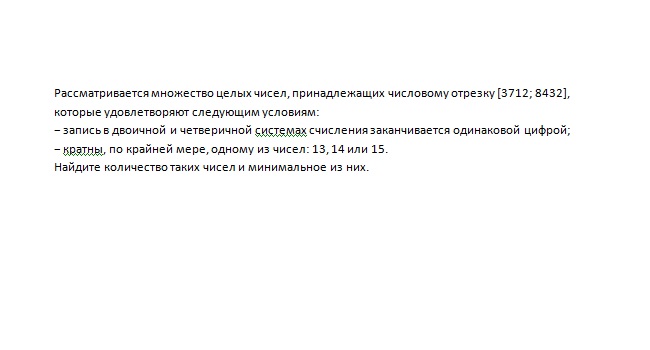 Рассматривается множество целых чисел, принадлежащих числовому отрезку [3712; 8432],
которые удовлетворяют следующим условиям:
– запись в двоичной и четверичной системах счисления заканчивается одинаковой цифрой;
– кратны, по крайней мере, одному из чисел: 13, 14 или 15.
Найдите количество таких чисел и минимальное из них.